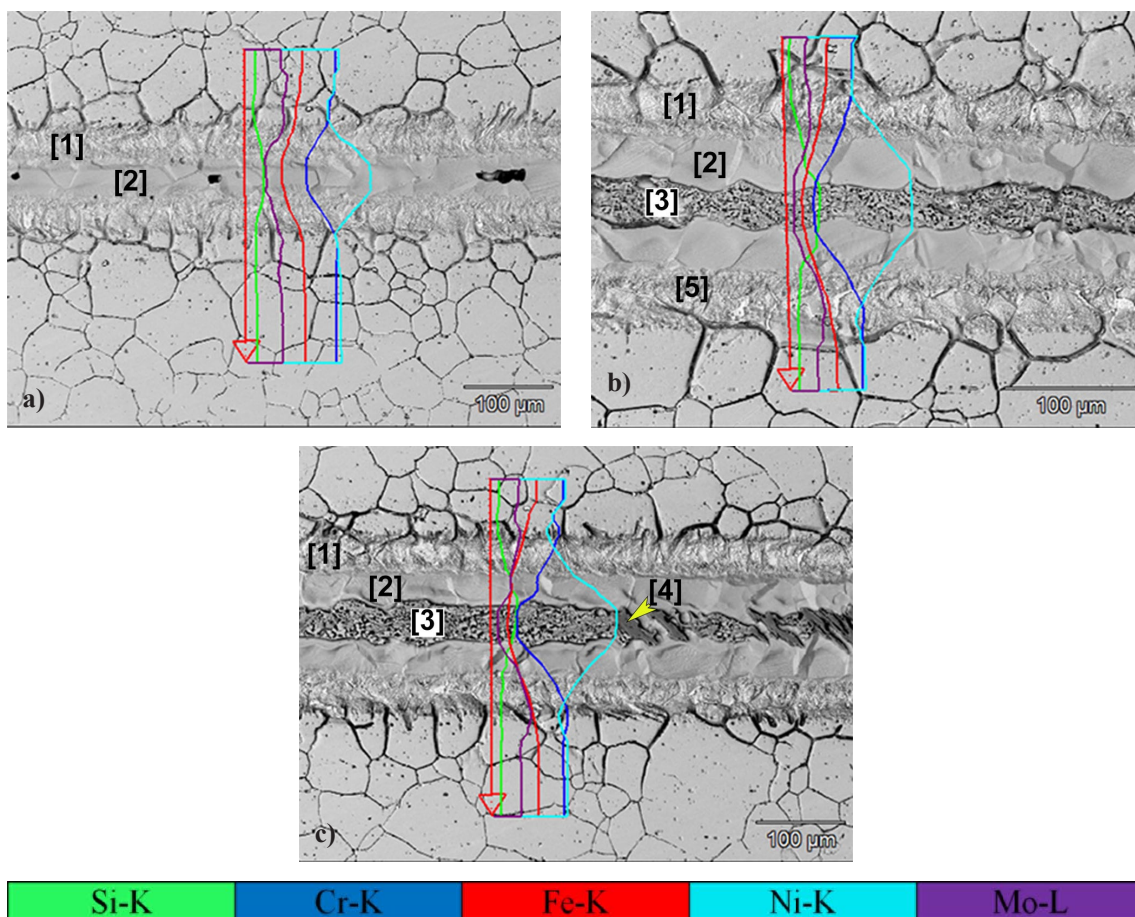 [1]
[2]
a)
100 µm
[1]
[2]
[3]
[5]
b)
100 µm
[1]
[2]
[3]
[4]
c)
100 µm
Si-K Cr-K Fe-K Ni-K Mo-L